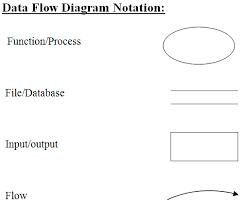 Data Flow Diagram Notation:
Function/Process
File/Database
Input/output
Flow